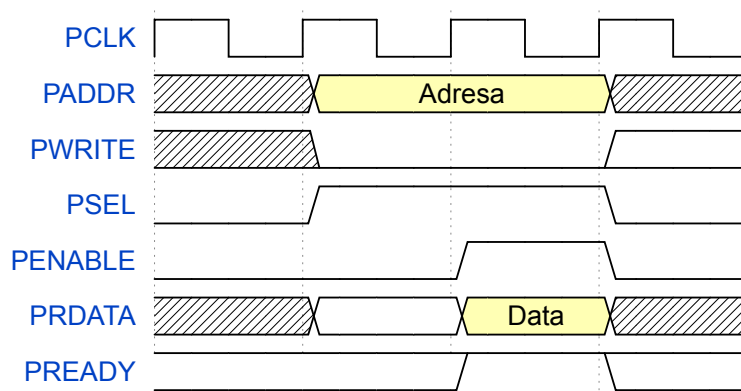 PCLK
PADDR Adresa
PWRITE
PSEL
PENABLE
PRDATA Data
PREADY